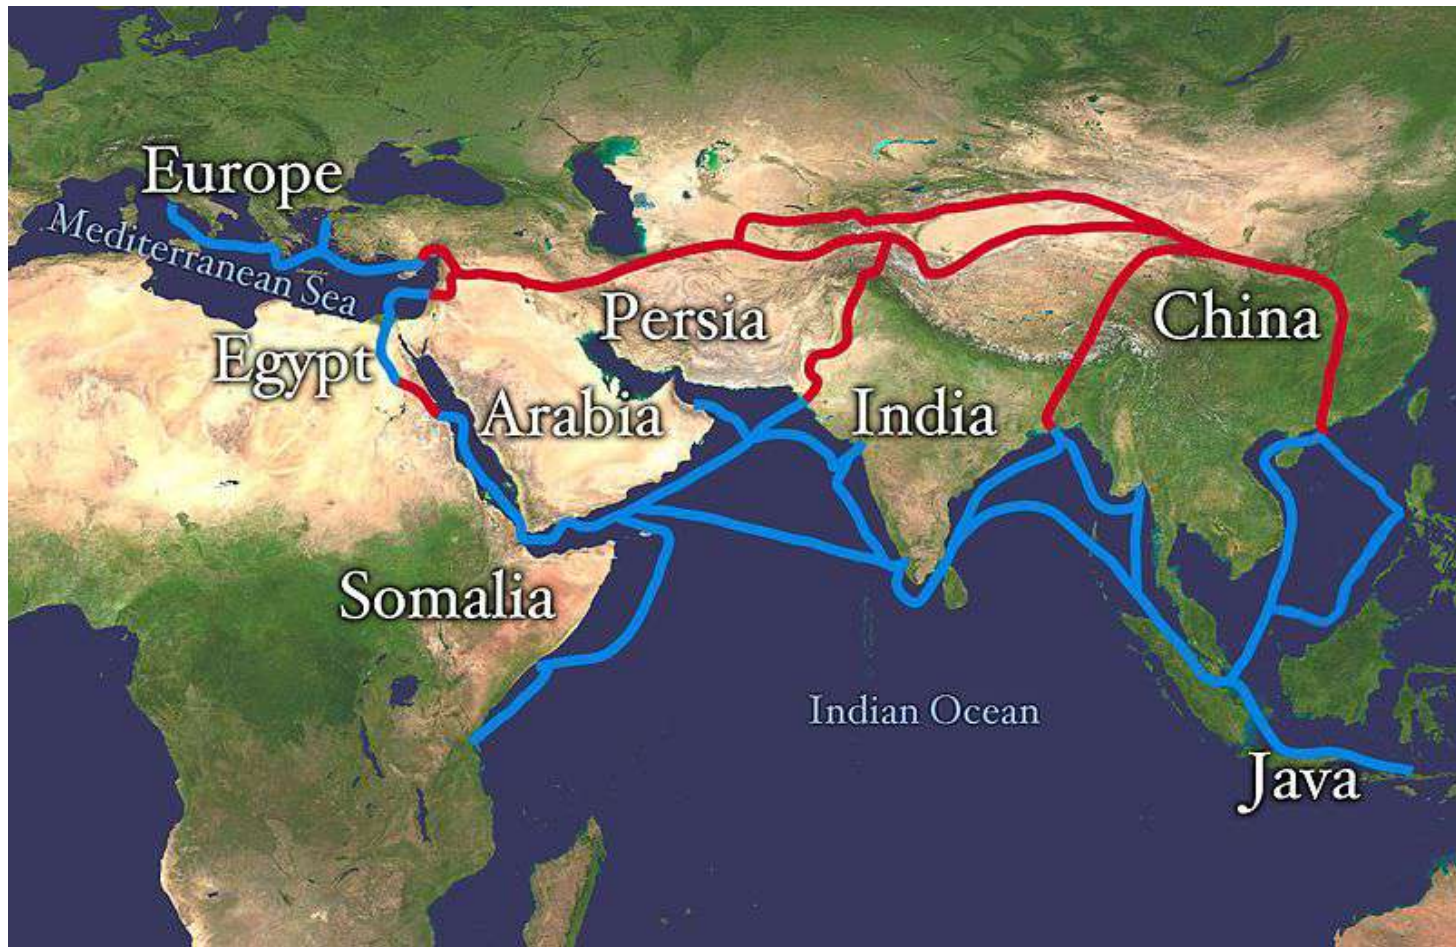 Europe
Mediterranean Sea
Persia
China
Egypt
Arabia
India
Somalia
Indian Ocean
Java